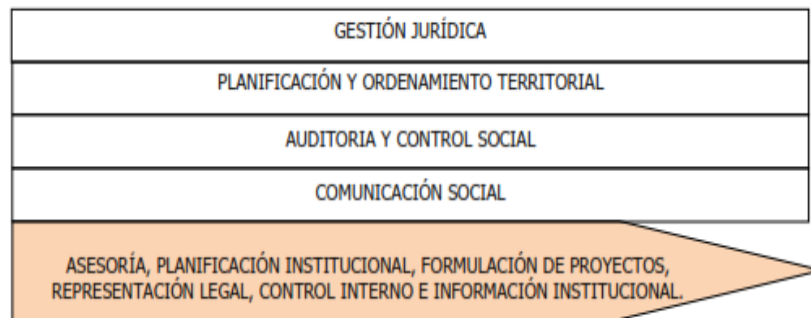 GESTIÓN JURÍDICA
PLANIFICACIÓN Y ORDENAMIENTO TERRITORIAL
AUDITORIA Y CONTROL SOCIAL
COMUNICACIÓN SOCIAL
ASESORÍA, PLANIFICACIÓN INSTITUCIONAL, FORMULACIÓN DE PROYECTOS,
REPRESENTACIÓN LEGAL, CONTROL INTERNO E INFORMACIÓN INSTITUCIONAL.